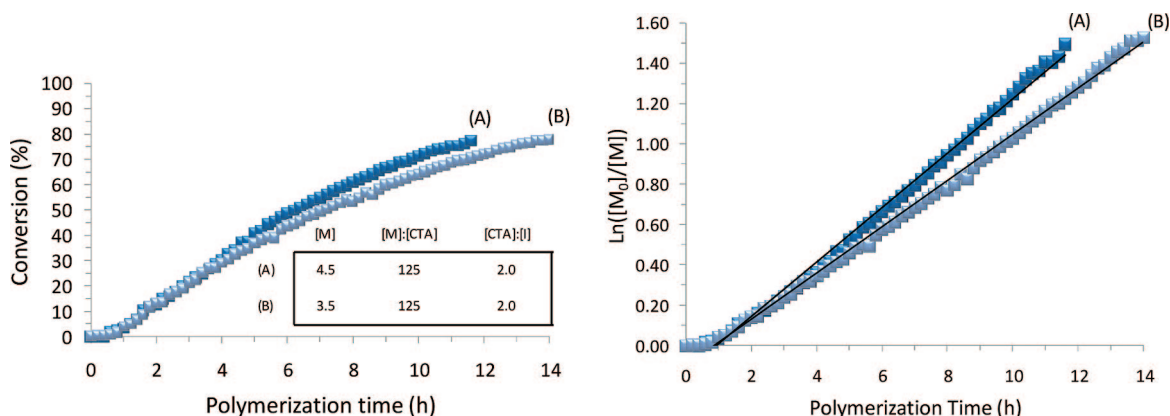 Conversion (%)
100
90
80
70
60
50
40
30
20
10
0
0 2 4 6 8 10 12 14
Polymerization time (h)
(A)
(B)
[M] [M]:[CTA] [CTA]:[I]
(A) 4.5 125 2.0
(B) 3.5 125 2.0
Ln([M₀]/[M])
1.60
1.40
1.20
1.00
0.80
0.60
0.40
0.20
0.00
0 2 4 6 8 10 12 14
Polymerization Time (h)
(A)
(B)